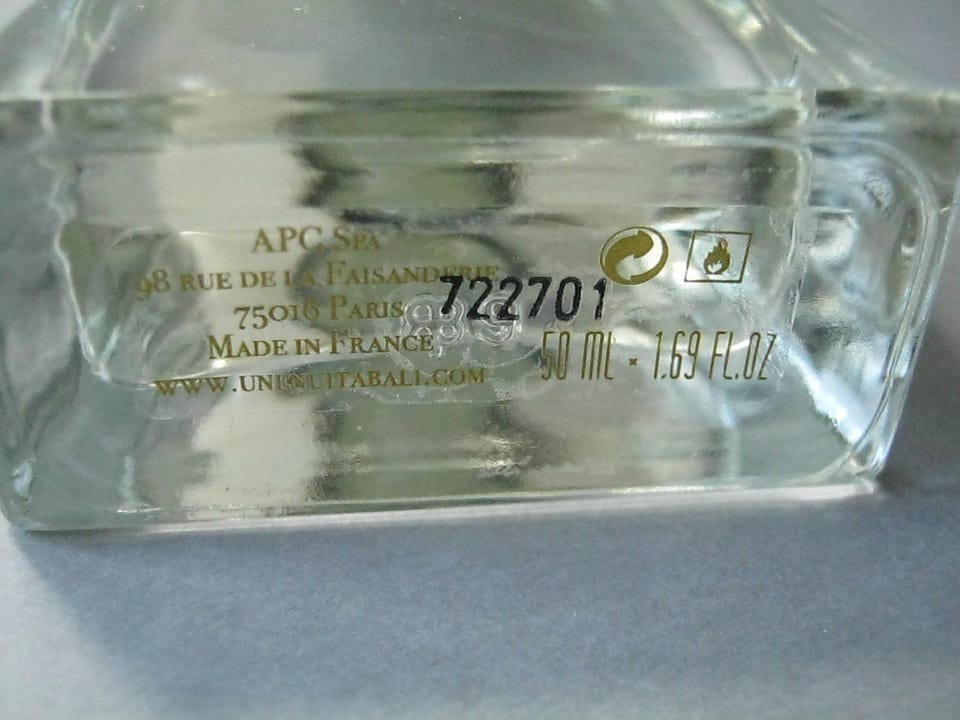 APC.Spa
98 rue de la Faisanderie
75016 Paris
Made in France
www.unenuitabali.com
722701
50 ML · 1.69 FL.OZ